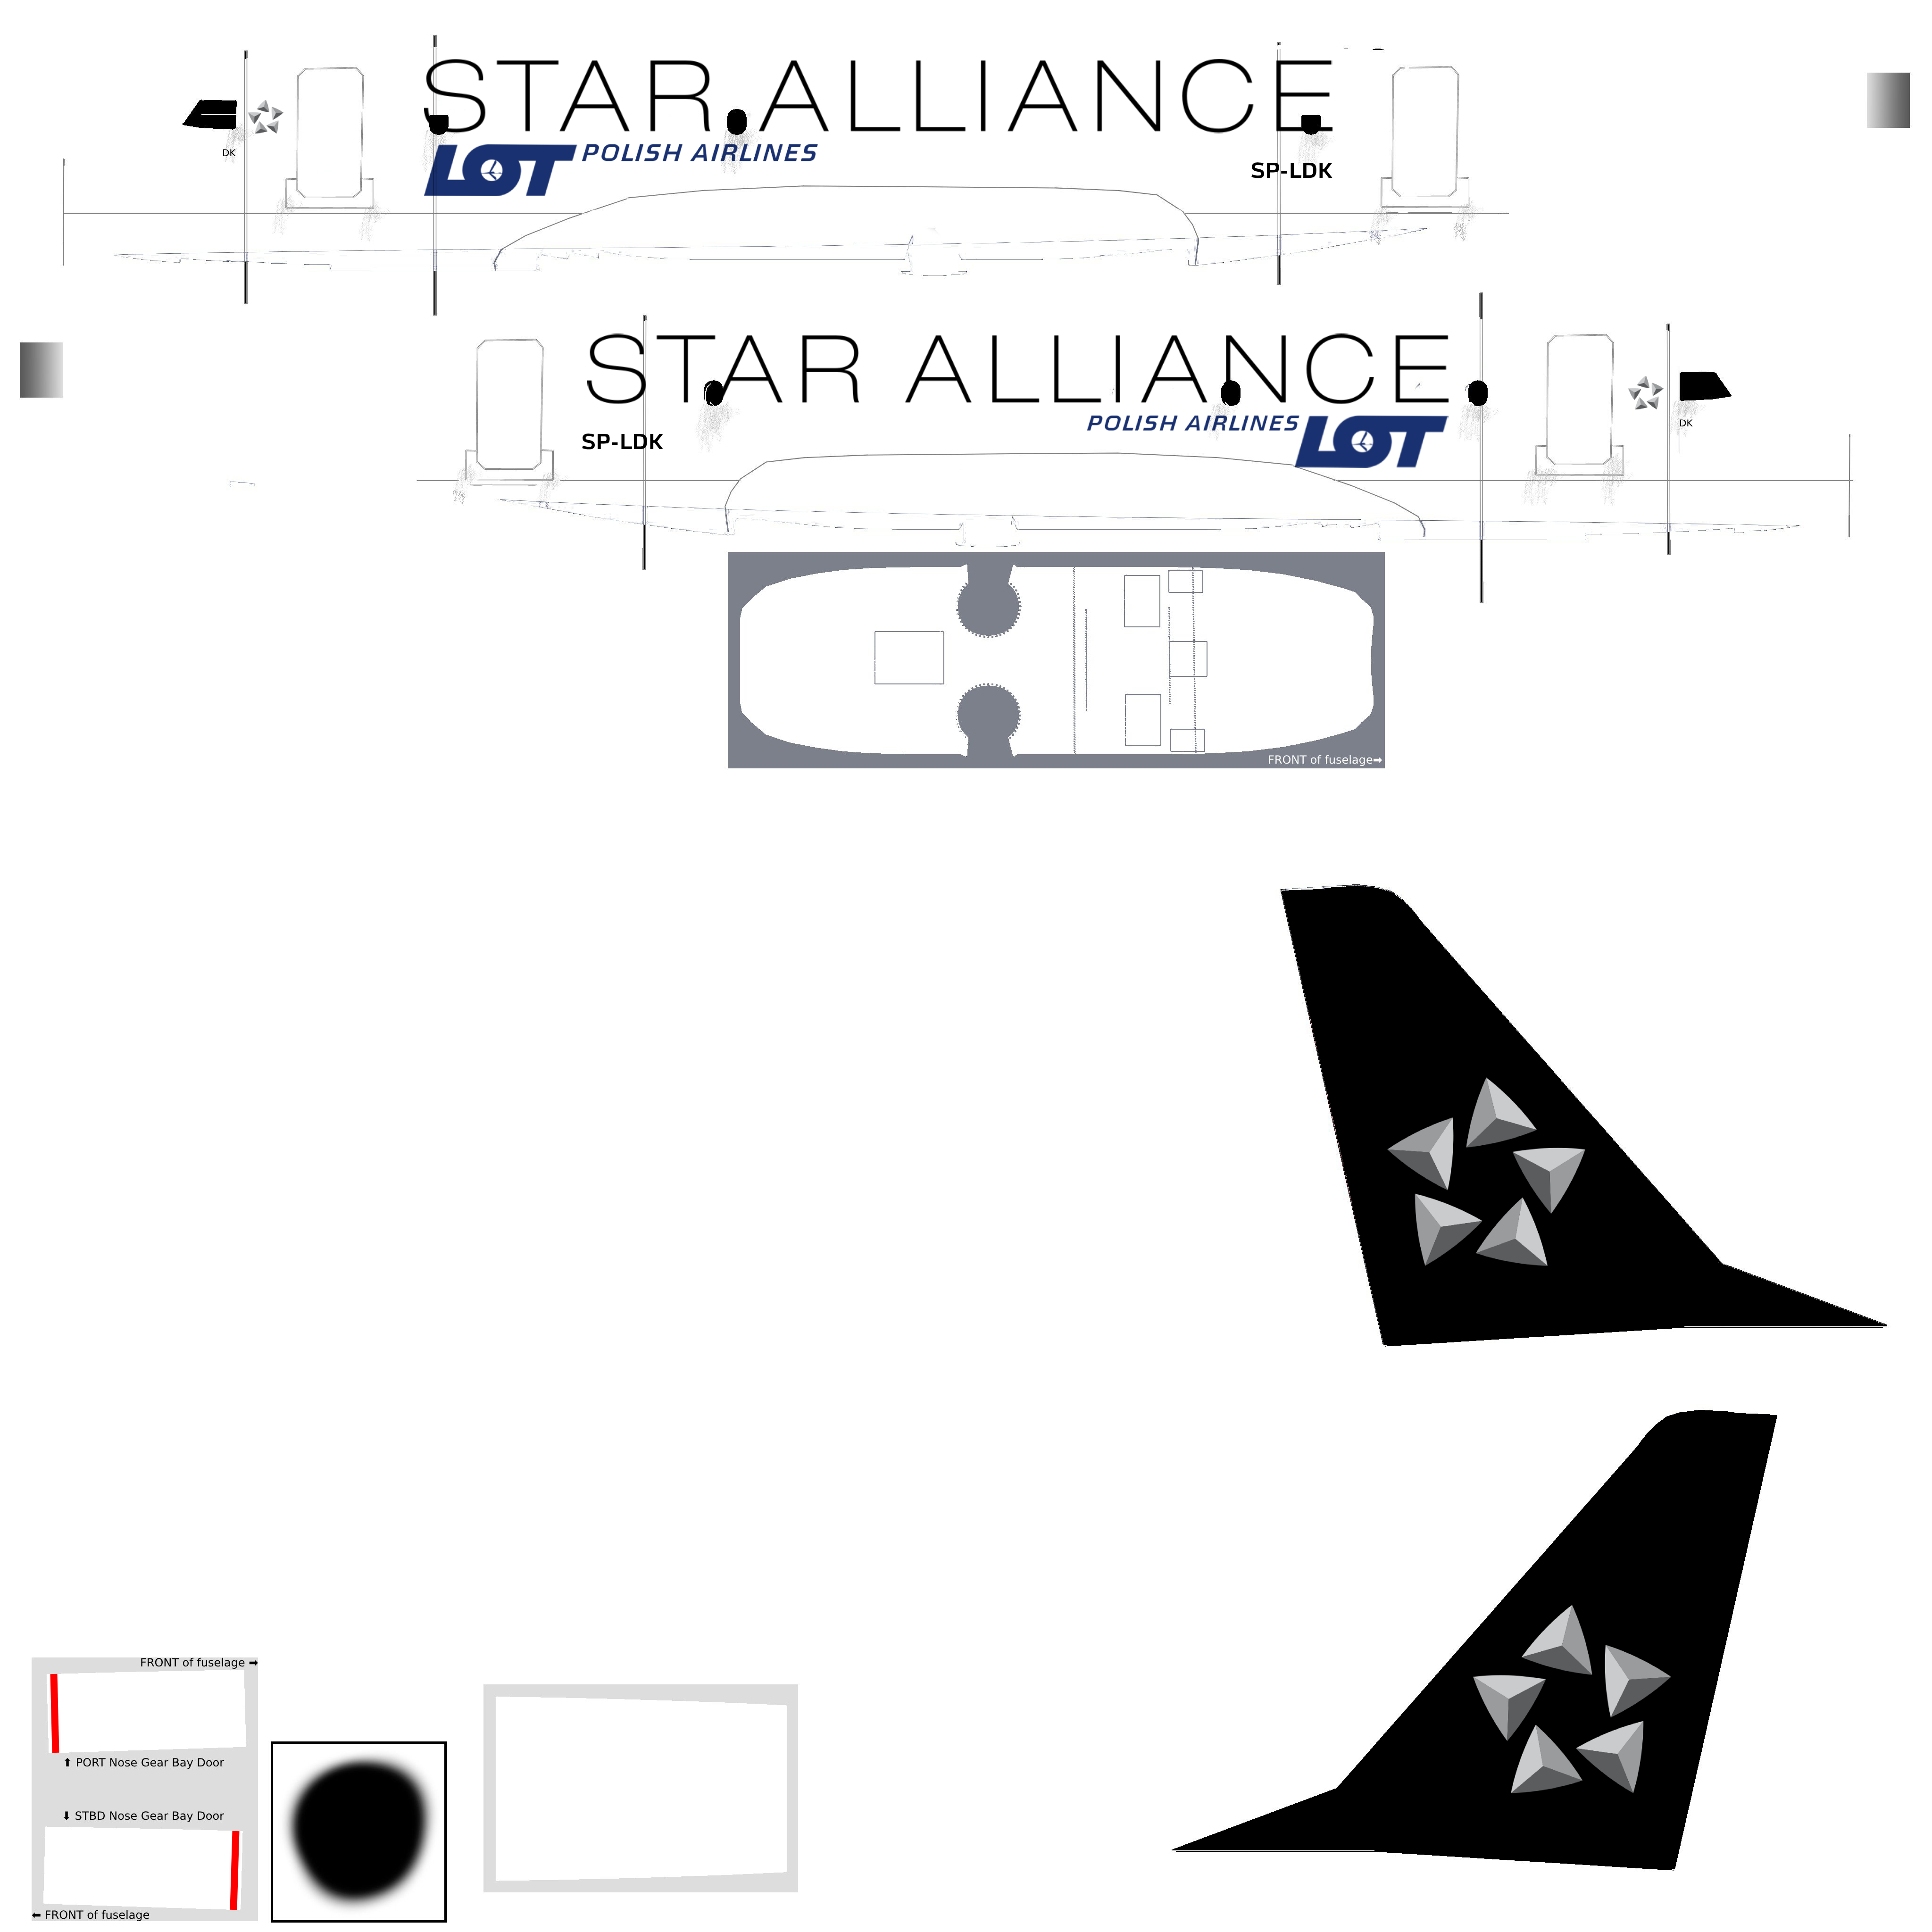 STAR ALLIANCE
DK
LOT POLISH AIRLINES
SP-LDK
STAR ALLIANCE
POLISH AIRLINES LOT
DK
SP-LDK
FRONT of fuselage➡
FRONT of fuselage ➡
⬆ PORT Nose Gear Bay Door
⬇ STBD Nose Gear Bay Door
⬅ FRONT of fuselage